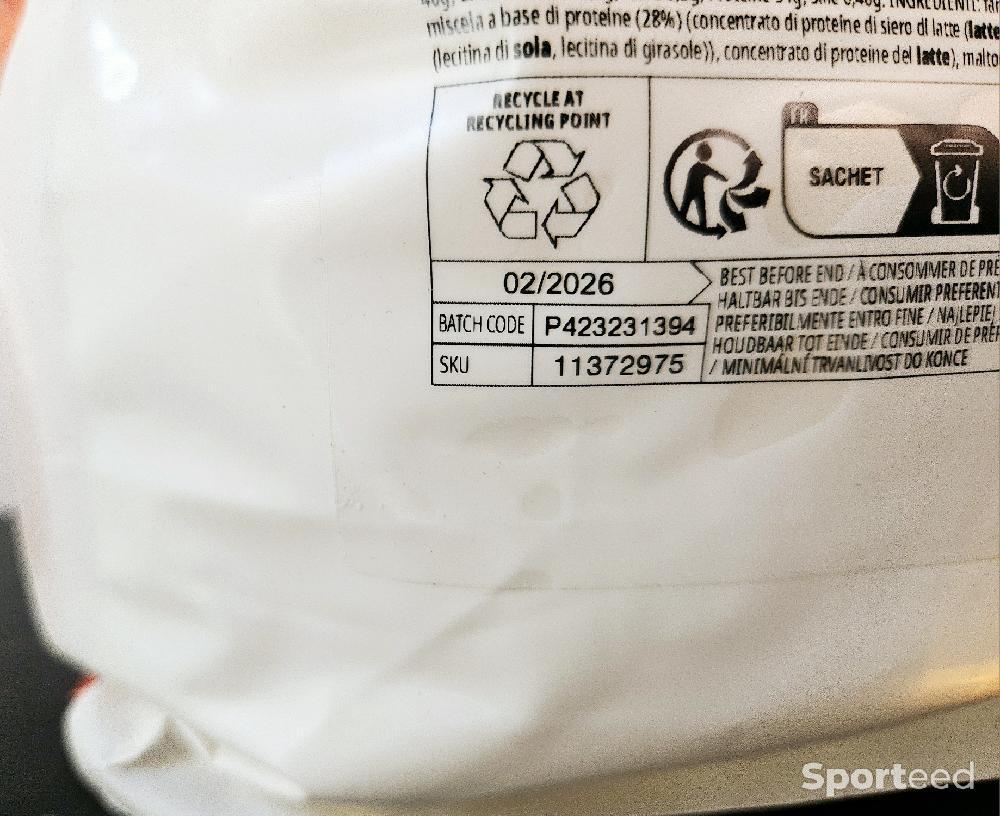 miscela a base di proteine (28%) (concentrato di proteine di siero di latte (latte
(lecitina di sola, lecitina di girasole)), concentrato di proteine del latte), malto
RECYCLE AT
RECYCLING POINT
FR
SACHET
02/2026
BEST BEFORE END / À CONSOMMER DE PRÉ
HALTBAR BIS ENDE / CONSUMIR PREFERENT
BATCH CODE P423231394
PREFERIBILMENTE ENTRO FINE / NAJLEPIEJ
HOUDBAAR TOT EINDE / CONSUMIR DE PREF
SKU 11372975
/ MINIMÁLNÍ TRVANLIVOST DO KONCE
Sporteed